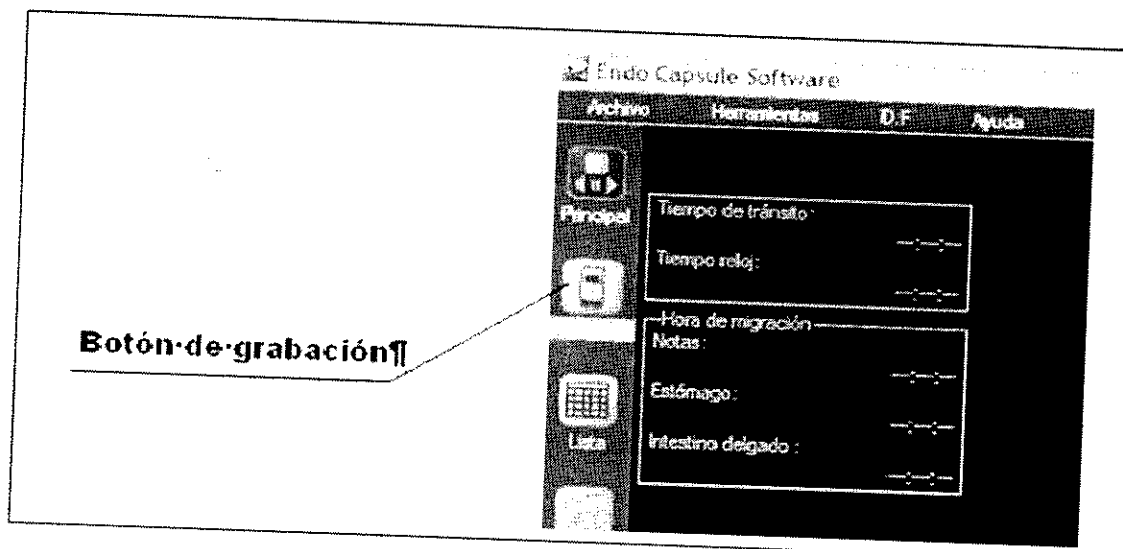 Endo Capsule Software
Archivo Herramientas D.F Ayuda
Principal
Tiempo de tránsito:
--:--:--
Tiempo reloj:
--:--:--
Botón·de·grabación¶
Hora de migración
Notas:
--:--:--
Estómago:
--:--:--
Lista
Intestino delgado :
--:--:--